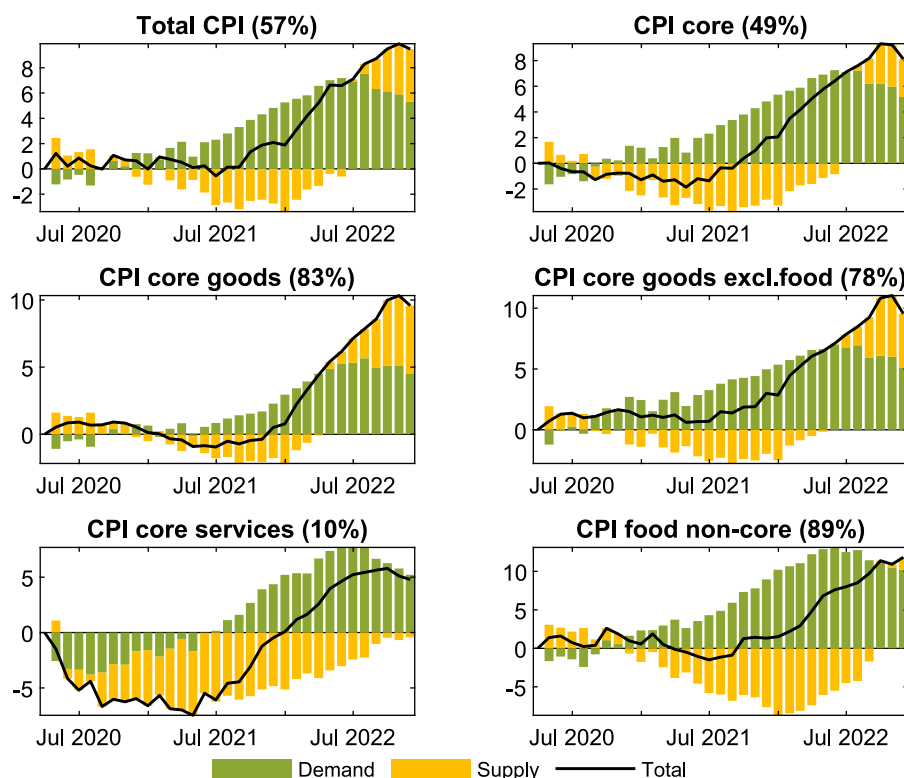 Total CPI (57%)
8
6
4
2
0
-2
Jul 2020 Jul 2021 Jul 2022
CPI core (49%)
8
6
4
2
0
-2
Jul 2020 Jul 2021 Jul 2022
CPI core goods (83%)
10
5
0
Jul 2020 Jul 2021 Jul 2022
CPI core goods excl.food (78%)
10
5
0
Jul 2020 Jul 2021 Jul 2022
CPI core services (10%)
5
0
-5
Jul 2020 Jul 2021 Jul 2022
CPI food non-core (89%)
10
5
0
-5
Jul 2020 Jul 2021 Jul 2022
Demand Supply Total